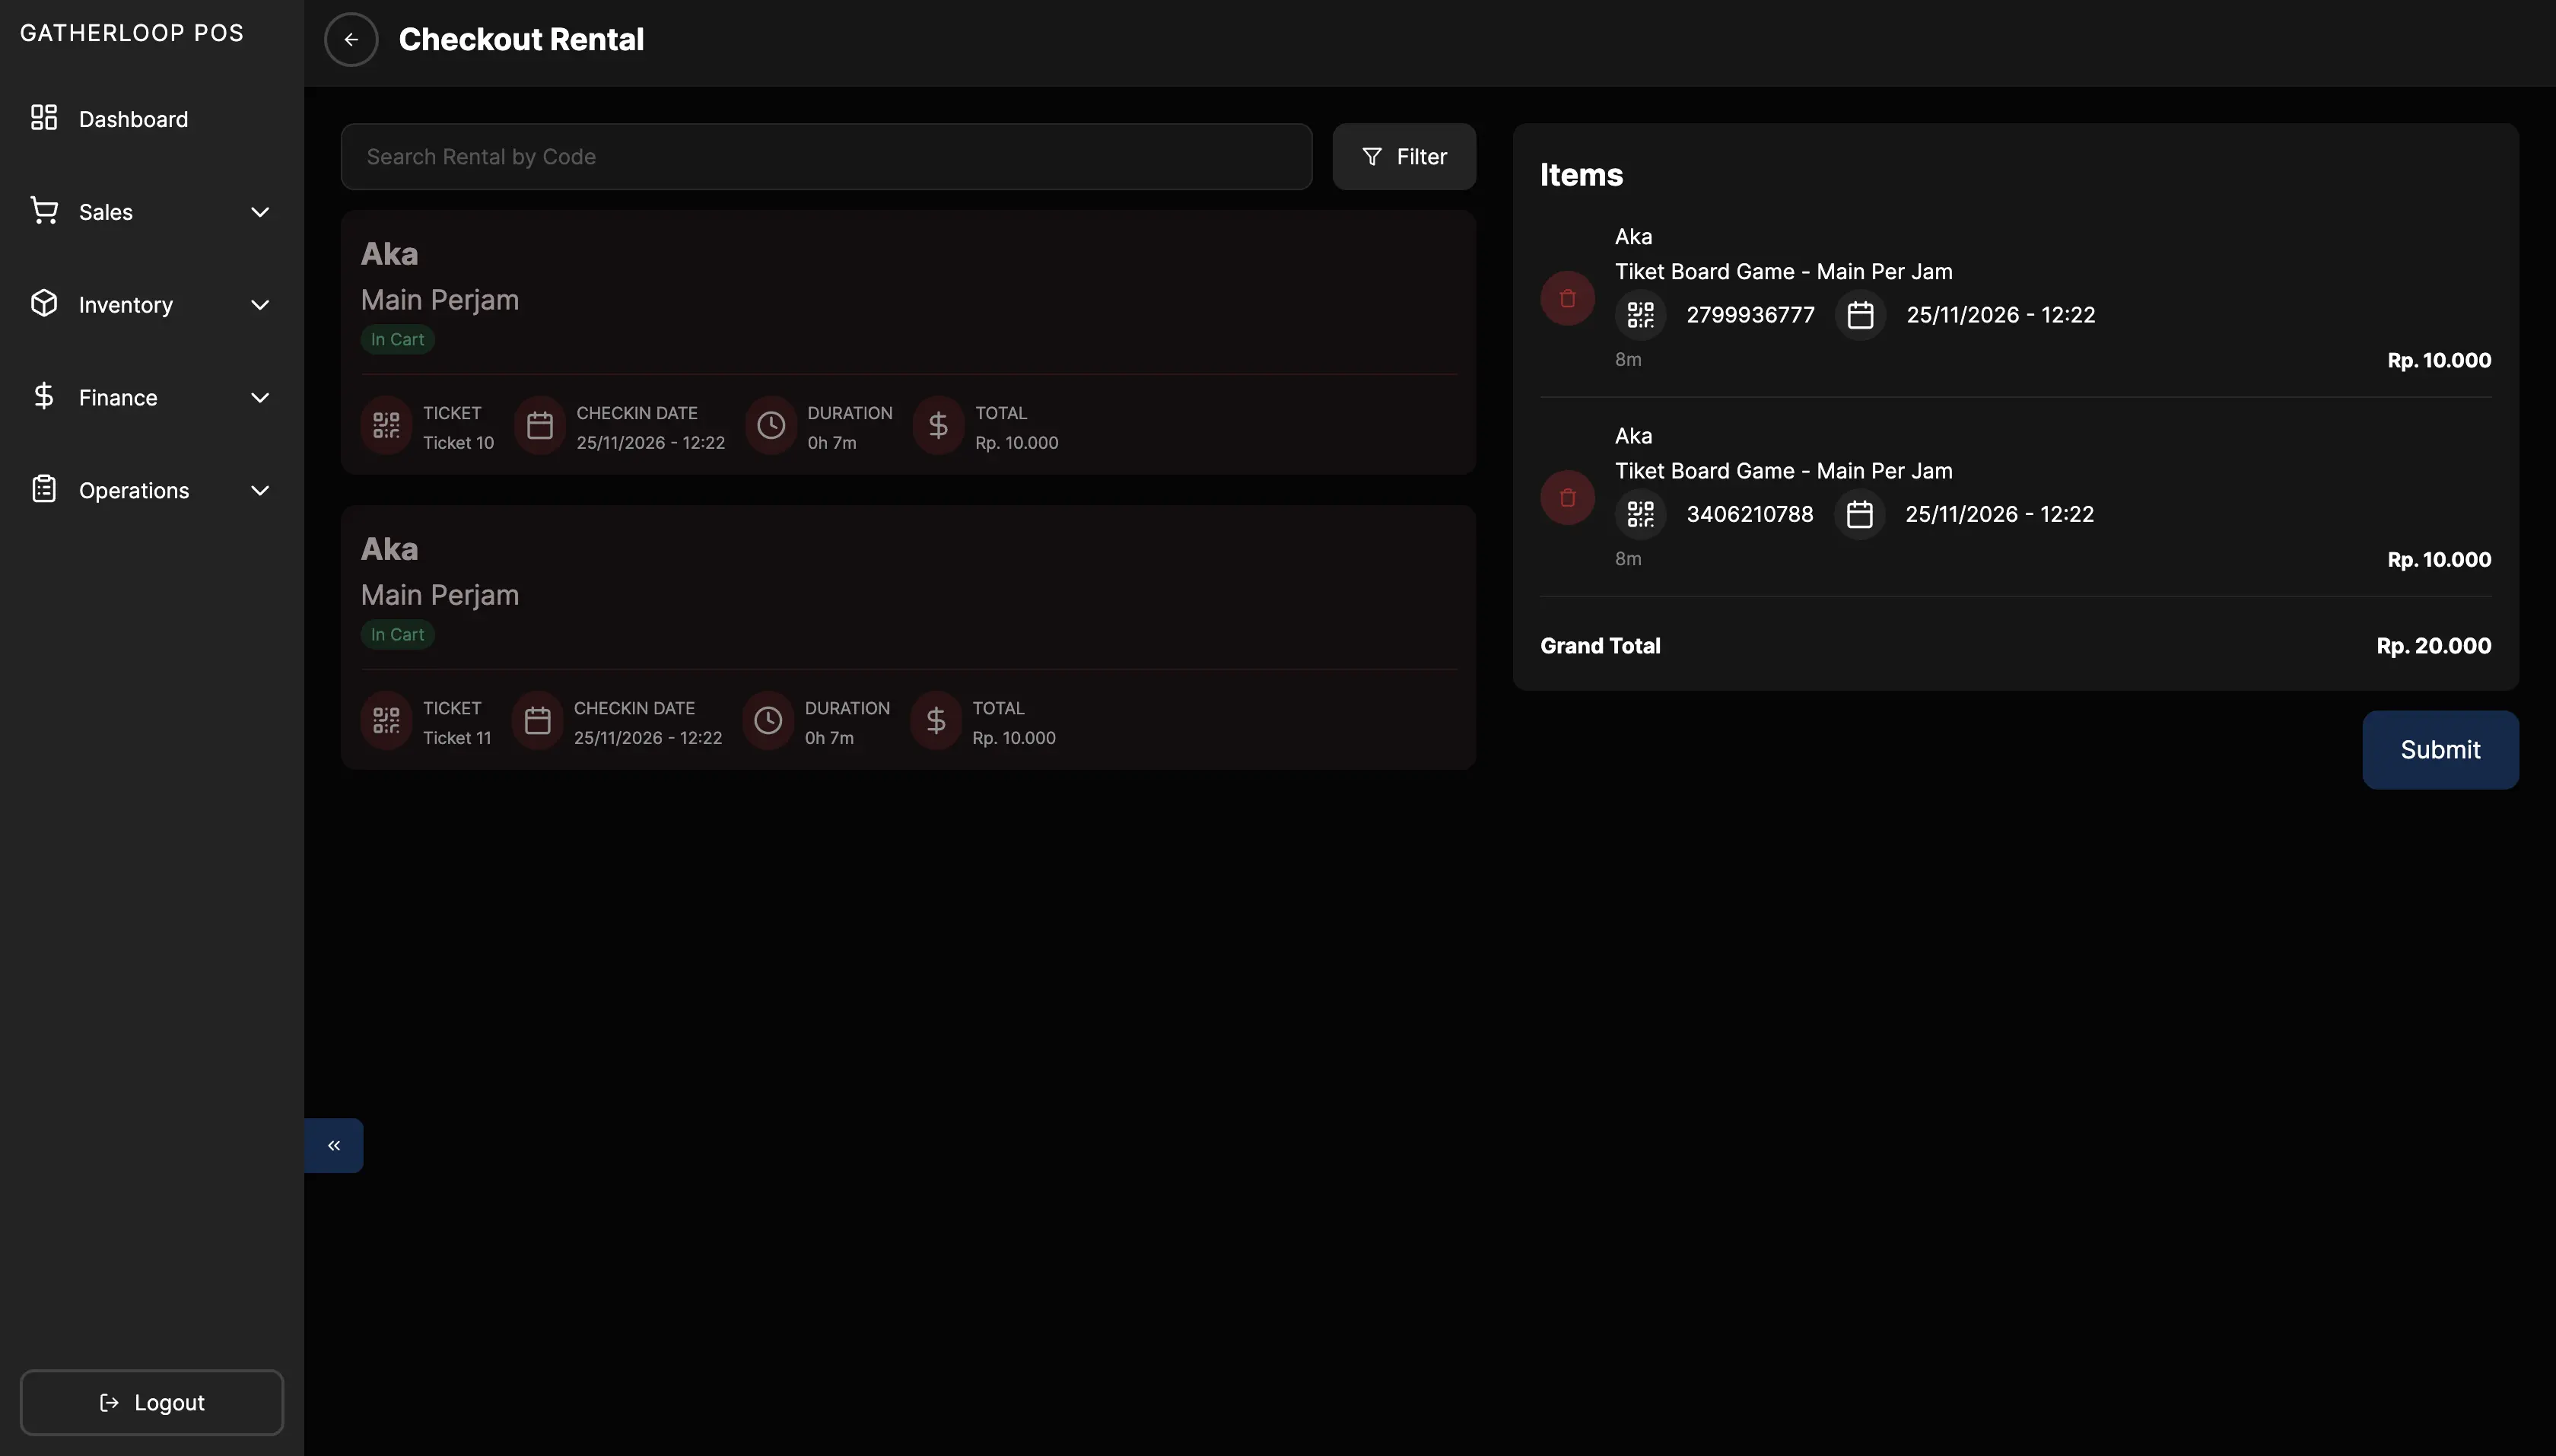 GATHERLOOP POS
Dashboard
Sales
Inventory
Finance
Operations
Logout
Checkout Rental
Search Rental by Code
Filter
Aka
Main Perjam
In Cart
TICKET
Ticket 10
CHECKIN DATE
25/11/2026 - 12:22
DURATION
0h 7m
TOTAL
Rp. 10.000
Aka
Main Perjam
In Cart
TICKET
Ticket 11
CHECKIN DATE
25/11/2026 - 12:22
DURATION
0h 7m
TOTAL
Rp. 10.000
Items
Aka
Tiket Board Game - Main Per Jam
2799936777
25/11/2026 - 12:22
8m
Rp. 10.000
Aka
Tiket Board Game - Main Per Jam
3406210788
25/11/2026 - 12:22
8m
Rp. 10.000
Grand Total
Rp. 20.000
Submit